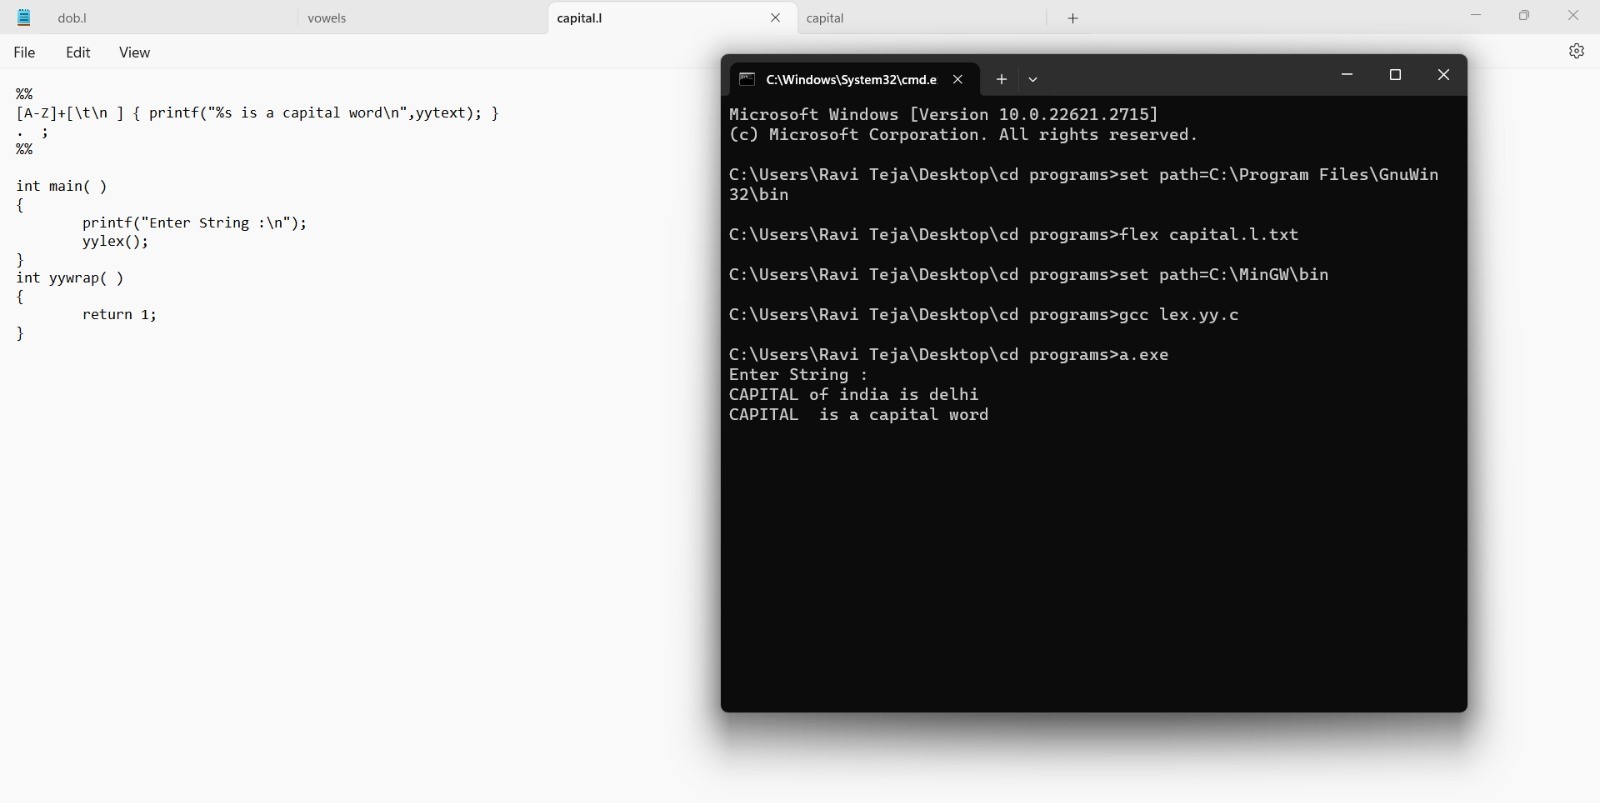 dob.l
vowels
capital.l
capital
File
Edit
View
%%
[A-Z]+[\t\n ] { printf("%s is a capital word\n",yytext); }
. ;
%%
int main( )
{
printf("Enter String :\n");
yylex();
}
int yywrap( )
{
return 1;
}
C:\Windows\System32\cmd.e
Microsoft Windows [Version 10.0.22621.2715]
(c) Microsoft Corporation. All rights reserved.
C:\Users\Ravi Teja\Desktop\cd programs>set path=C:\Program Files\GnuWin
32\bin
C:\Users\Ravi Teja\Desktop\cd programs>flex capital.l.txt
C:\Users\Ravi Teja\Desktop\cd programs>set path=C:\MinGW\bin
C:\Users\Ravi Teja\Desktop\cd programs>gcc lex.yy.c
C:\Users\Ravi Teja\Desktop\cd programs>a.exe
Enter String :
CAPITAL of india is delhi
CAPITAL  is a capital word